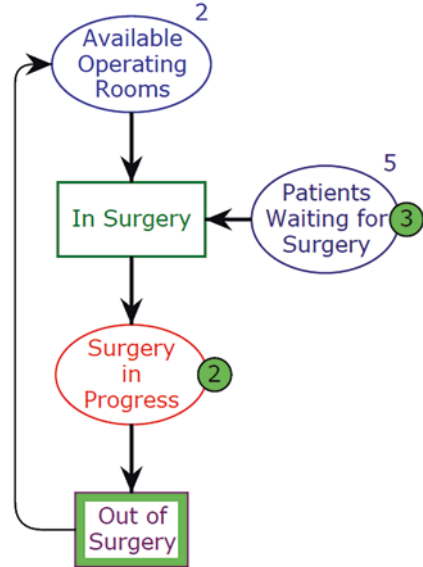 2
Available
Operating
Rooms
5
In Surgery
Patients
Waiting for
Surgery
3
Surgery
in
Progress
2
Out of
Surgery